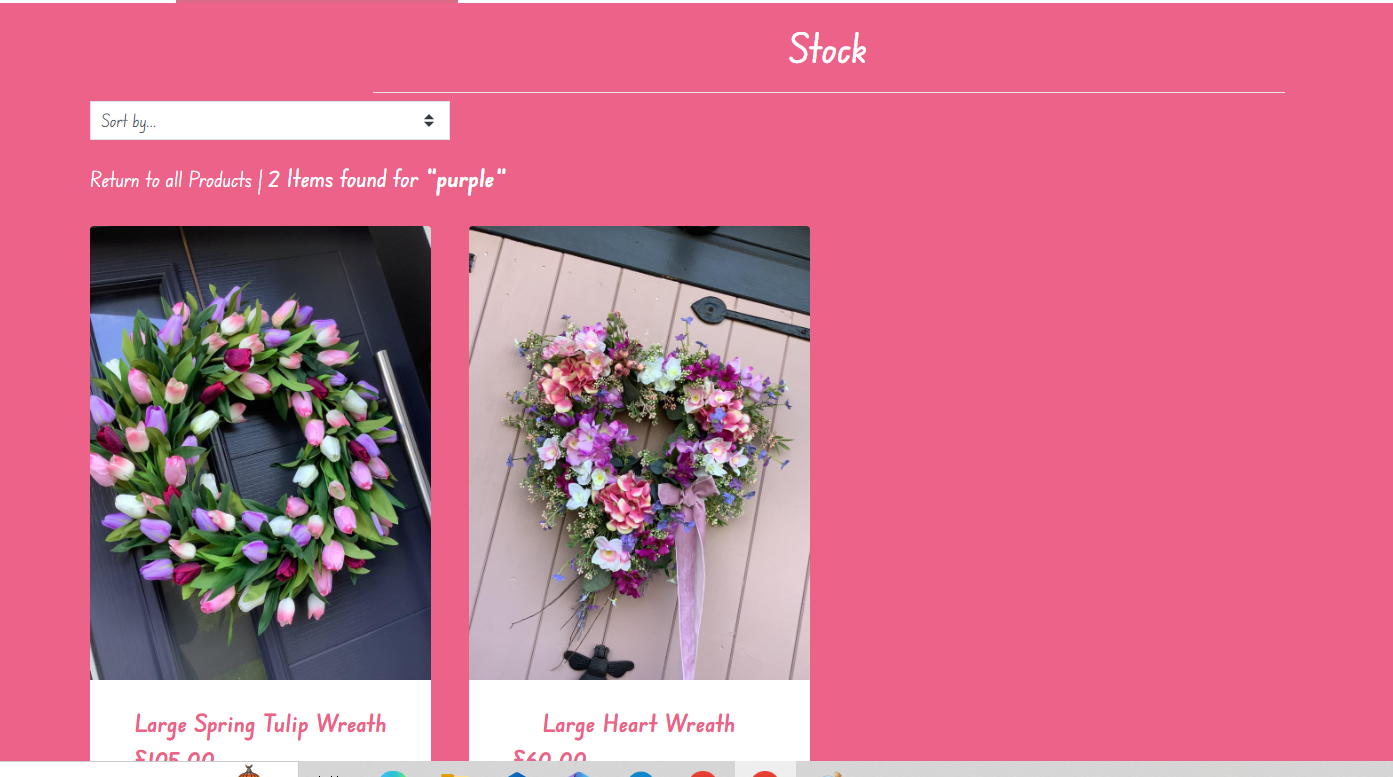 Stock
Sort by...
Return to all Products | 2 Items found for "purple"
Large Spring Tulip Wreath
Large Heart Wreath
£105.00
£60.00